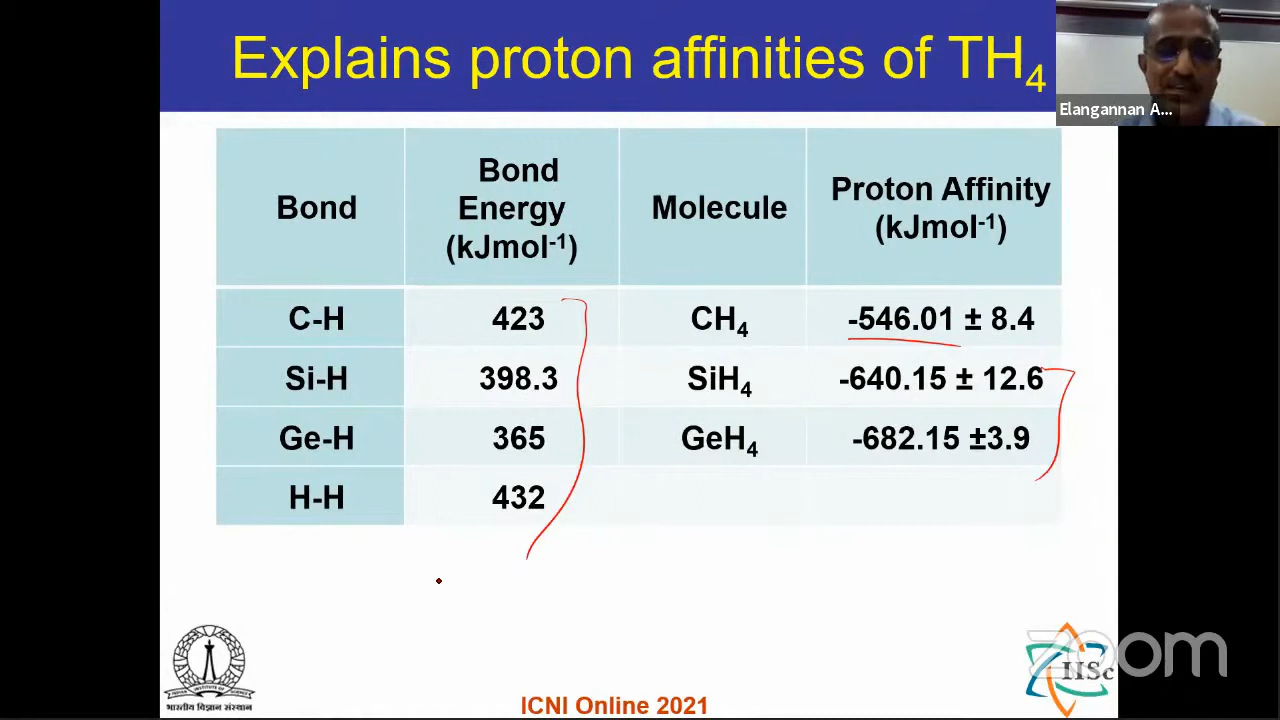 Explains proton affinities of TH4
Elangannan A...
Bond
Bond
Energy
(kJmol-1)
Molecule
Proton Affinity
(kJmol-1)
C-H 423 CH4 -546.01 ± 8.4
Si-H 398.3 SiH4 -640.15 ± 12.6
Ge-H 365 GeH4 -682.15 ±3.9
H-H 432
भारतीय विज्ञान संस्थान
zoom
IISc
ICNI Online 2021